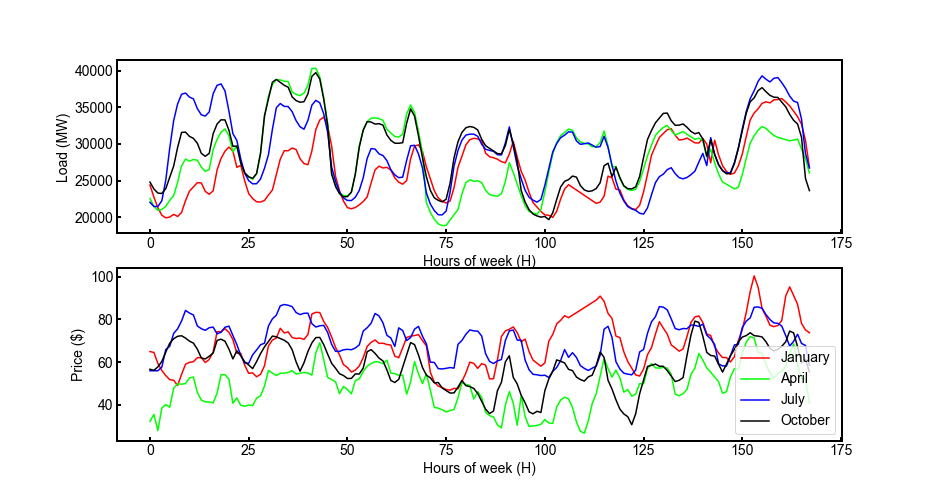 40000
35000
30000
25000
20000
Load (MW)
0 25 50 75 100 125 150 175
Hours of week (H)
100
80
60
40
Price ($)
January
April
July
October
0 25 50 75 100 125 150 175
Hours of week (H)